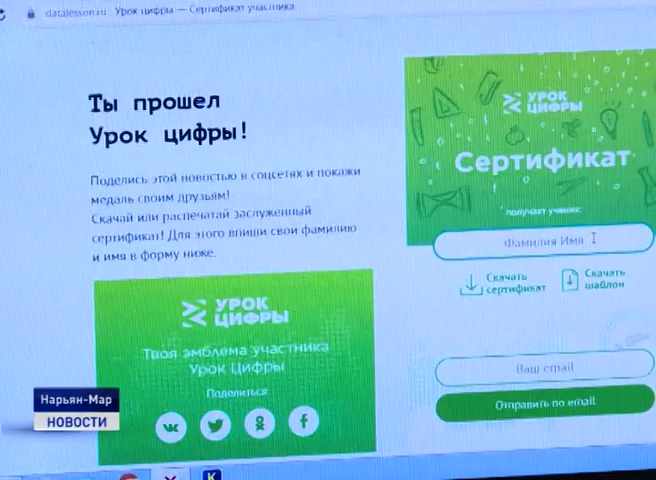 datalesson.ru Урок цифры — Сертификат участника
Ты прошел
Урок цифры!
Поделись этой новостью в соцсетях и покажи
медаль своим друзьям!
Скачай или распечатай заслуженный
сертификат! Для этого впиши свои фамилию
и имя в форму ниже.
УРОК
ЦИФРЫ
Твоя эмблема участника
Урок Цифры
Поделиться
УРОК
ЦИФРЫ
Сертификат
получает ученик:
Фамилия Имя
Скачать
сертификат
Скачать
шаблон
Ваш email
Отправить по email
Нарьян-Мар
НОВОСТИ